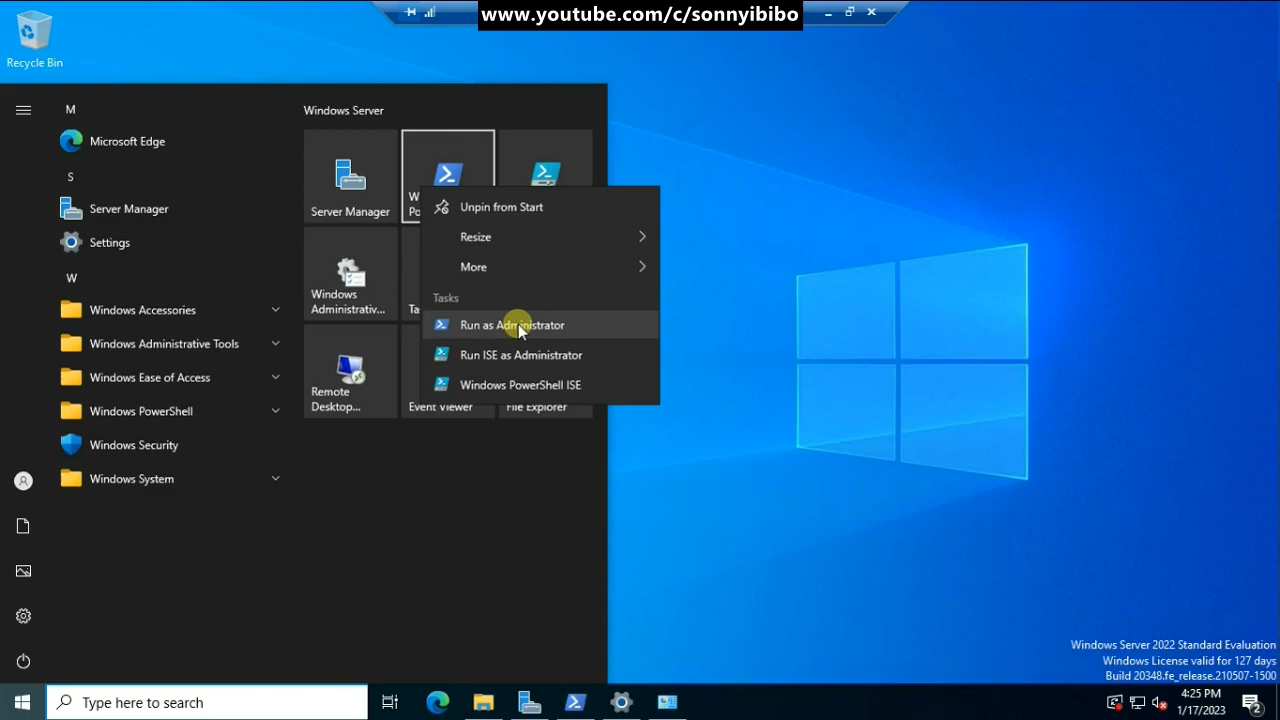 www.youtube.com/c/sonnyibibo
Recycle Bin
M
Microsoft Edge
S
Server Manager
Settings
W
Windows Accessories
Windows Administrative Tools
Windows Ease of Access
Windows PowerShell
Windows Security
Windows System
Windows Server
Server Manager
W
Po
Windows
Administrativ...
Ta
Remote
Desktop...
Event Viewer
File Explorer
Unpin from Start
Resize
More
Tasks
Run as Administrator
Run ISE as Administrator
Windows PowerShell ISE
Windows Server 2022 Standard Evaluation
Windows License valid for 127 days
Build 20348.fe_release.210507-1500
Type here to search
4:25 PM
1/17/2023
2